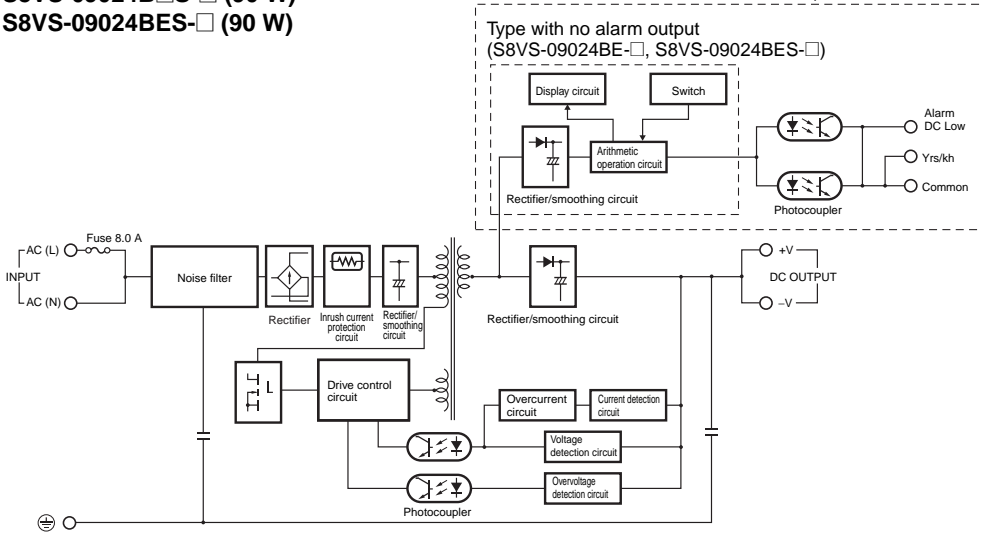 S8VS-09024BES-□ (90 W)
Type with no alarm output
(S8VS-09024BE-□, S8VS-09024BES-□)
Display circuit
Switch
Arithmetic
operation circuit
Rectifier/smoothing circuit
Alarm
DC Low
Yrs/kh
Common
Photocoupler
Fuse 8.0 A
AC (L)
INPUT
AC (N)
Noise filter
Rectifier
Inrush current
protection
circuit
Rectifier/
smoothing
circuit
Rectifier/smoothing circuit
+V
DC OUTPUT
–V
Drive control
circuit
Overcurrent
circuit
Current detection
circuit
Voltage
detection circuit
Overvoltage
detection circuit
Photocoupler